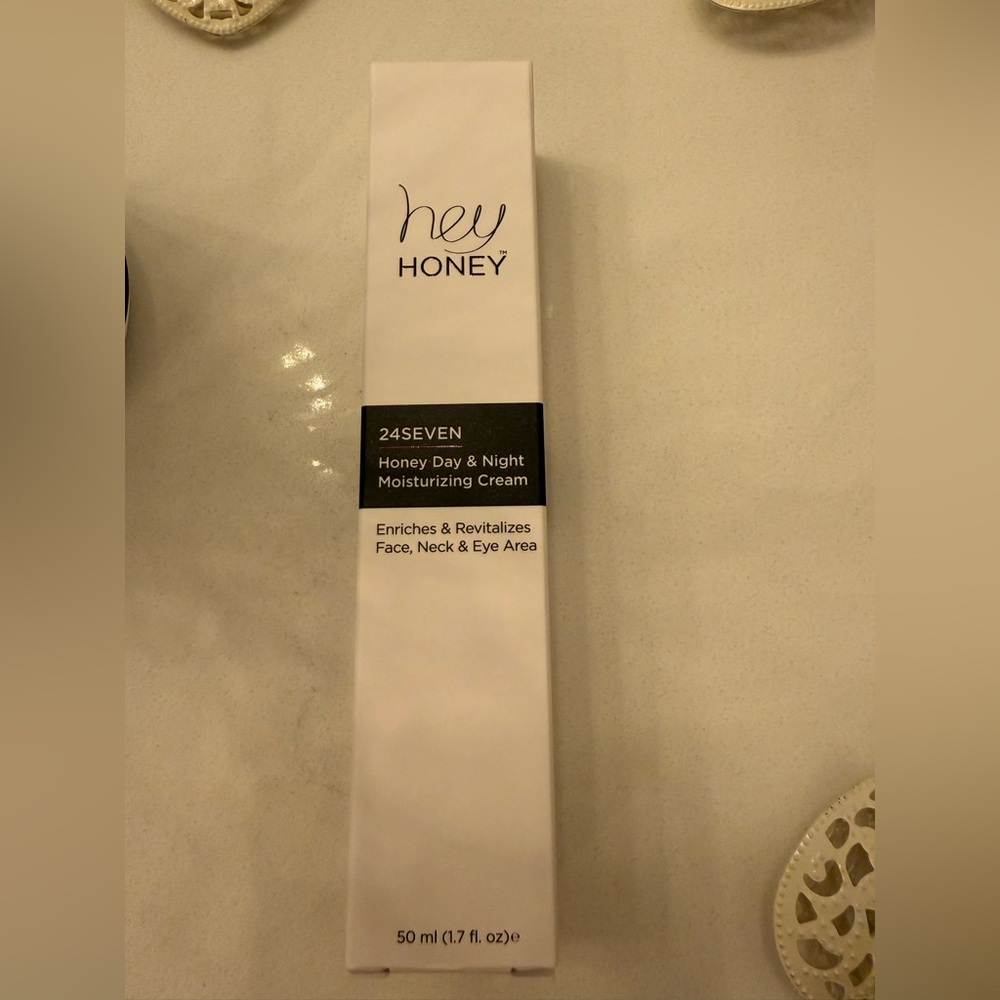 hey
HONEY™
24SEVEN
Honey Day & Night
Moisturizing Cream
Enriches & Revitalizes
Face, Neck & Eye Area
50 ml (1.7 fl. oz)℮